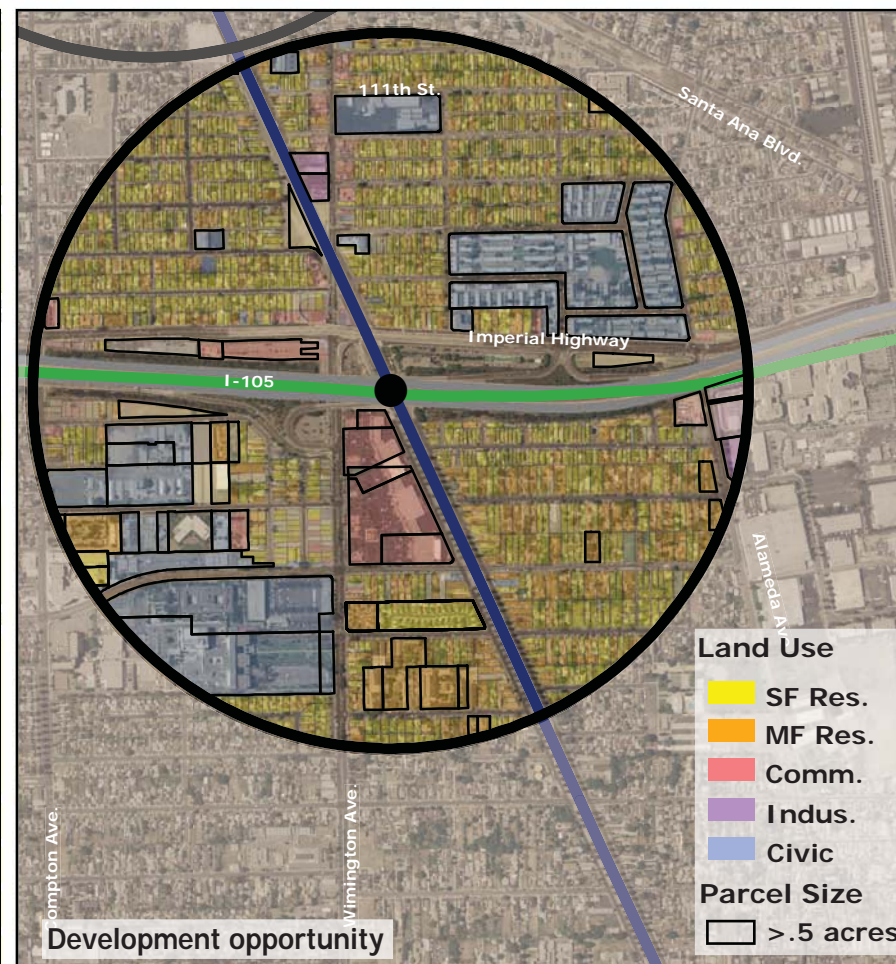 111th St.
Santa Ana Blvd.
Imperial Highway
I-105
Alameda Av
Compton Ave.
Wimington Ave.
Land Use
SF Res.
MF Res.
Comm.
Indus.
Civic
Parcel Size
>.5 acres
Development opportunity